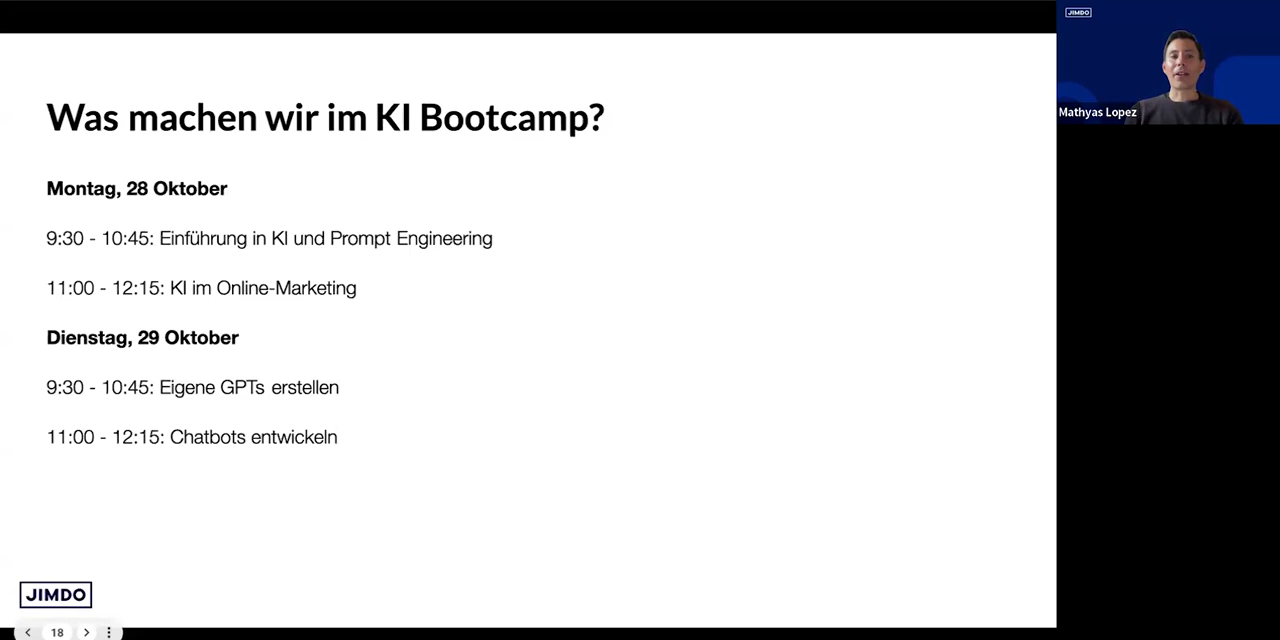 Was machen wir im KI Bootcamp?
Montag, 28 Oktober
9:30 - 10:45: Einführung in KI und Prompt Engineering
11:00 - 12:15: KI im Online-Marketing
Dienstag, 29 Oktober
9:30 - 10:45: Eigene GPTs erstellen
11:00 - 12:15: Chatbots entwickeln
JIMDO
18
JIMDO
Mathyas Lopez